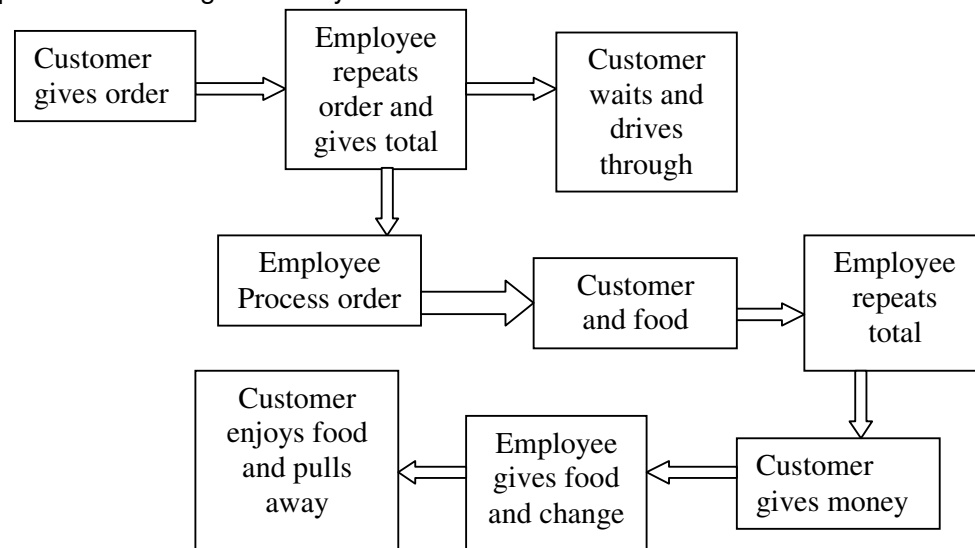 Customer
gives order
Employee
repeats
order and
gives total
Customer
waits and
drives
through
Employee
Process order
Customer
and food
Employee
repeats
total
Customer
gives money
Employee
gives food
and change
Customer
enjoys food
and pulls
away